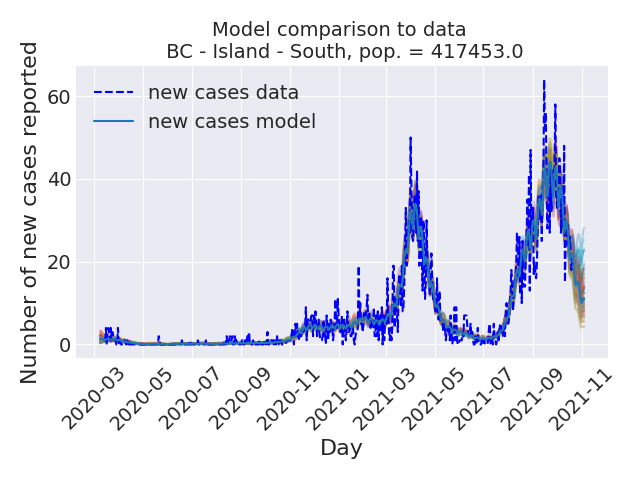 Model comparison to data
BC - Island - South, pop. = 417453.0
Number of new cases reported
60
40
20
0
new cases data
new cases model
2020-03
2020-05
2020-07
2020-09
2020-11
2021-01
2021-03
2021-05
2021-07
2021-09
2021-11
Day